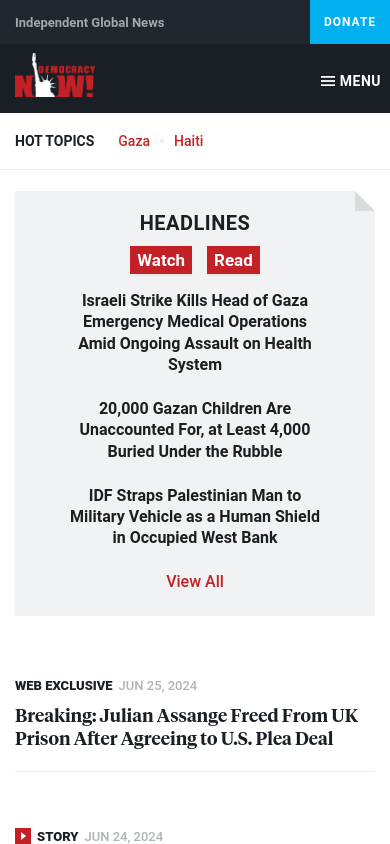 Independent Global News
DONATE
DEMOCRACY
NOW!
MENU
HOT TOPICS
Gaza
Haiti
HEADLINES
Watch
Read
Israeli Strike Kills Head of Gaza
Emergency Medical Operations
Amid Ongoing Assault on Health
System
20,000 Gazan Children Are
Unaccounted For, at Least 4,000
Buried Under the Rubble
IDF Straps Palestinian Man to
Military Vehicle as a Human Shield
in Occupied West Bank
View All
WEB EXCLUSIVE JUN 25, 2024
Breaking: Julian Assange Freed From UK
Prison After Agreeing to U.S. Plea Deal
STORY JUN 24, 2024